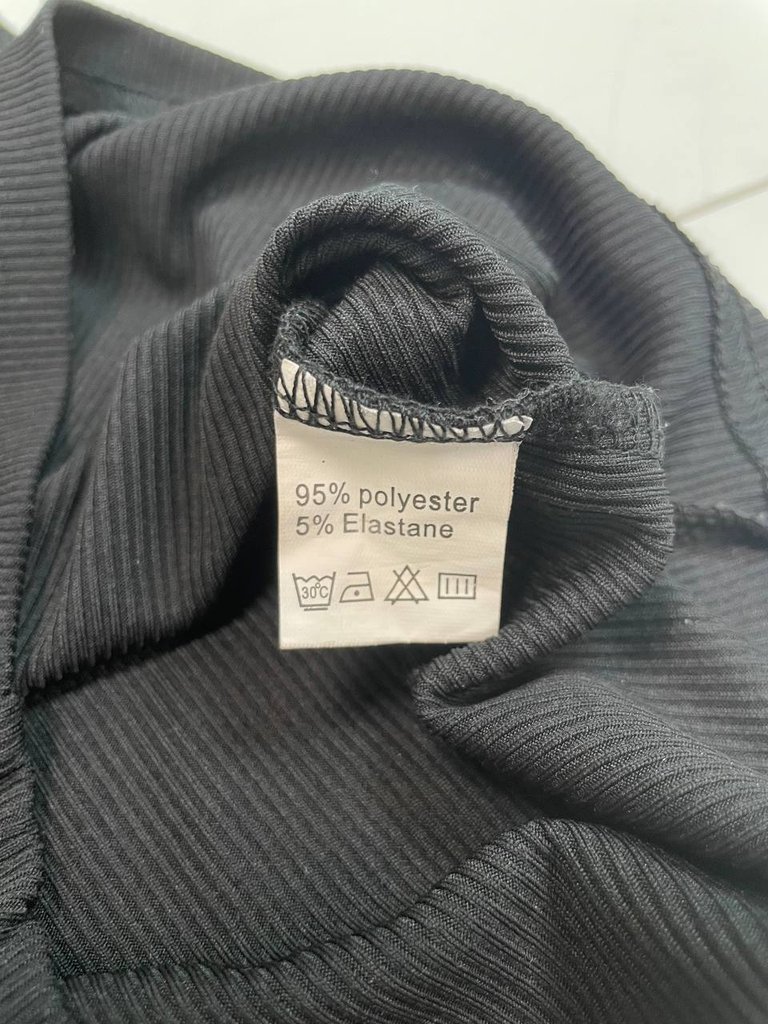 95% polyester
5% Elastane
30°C